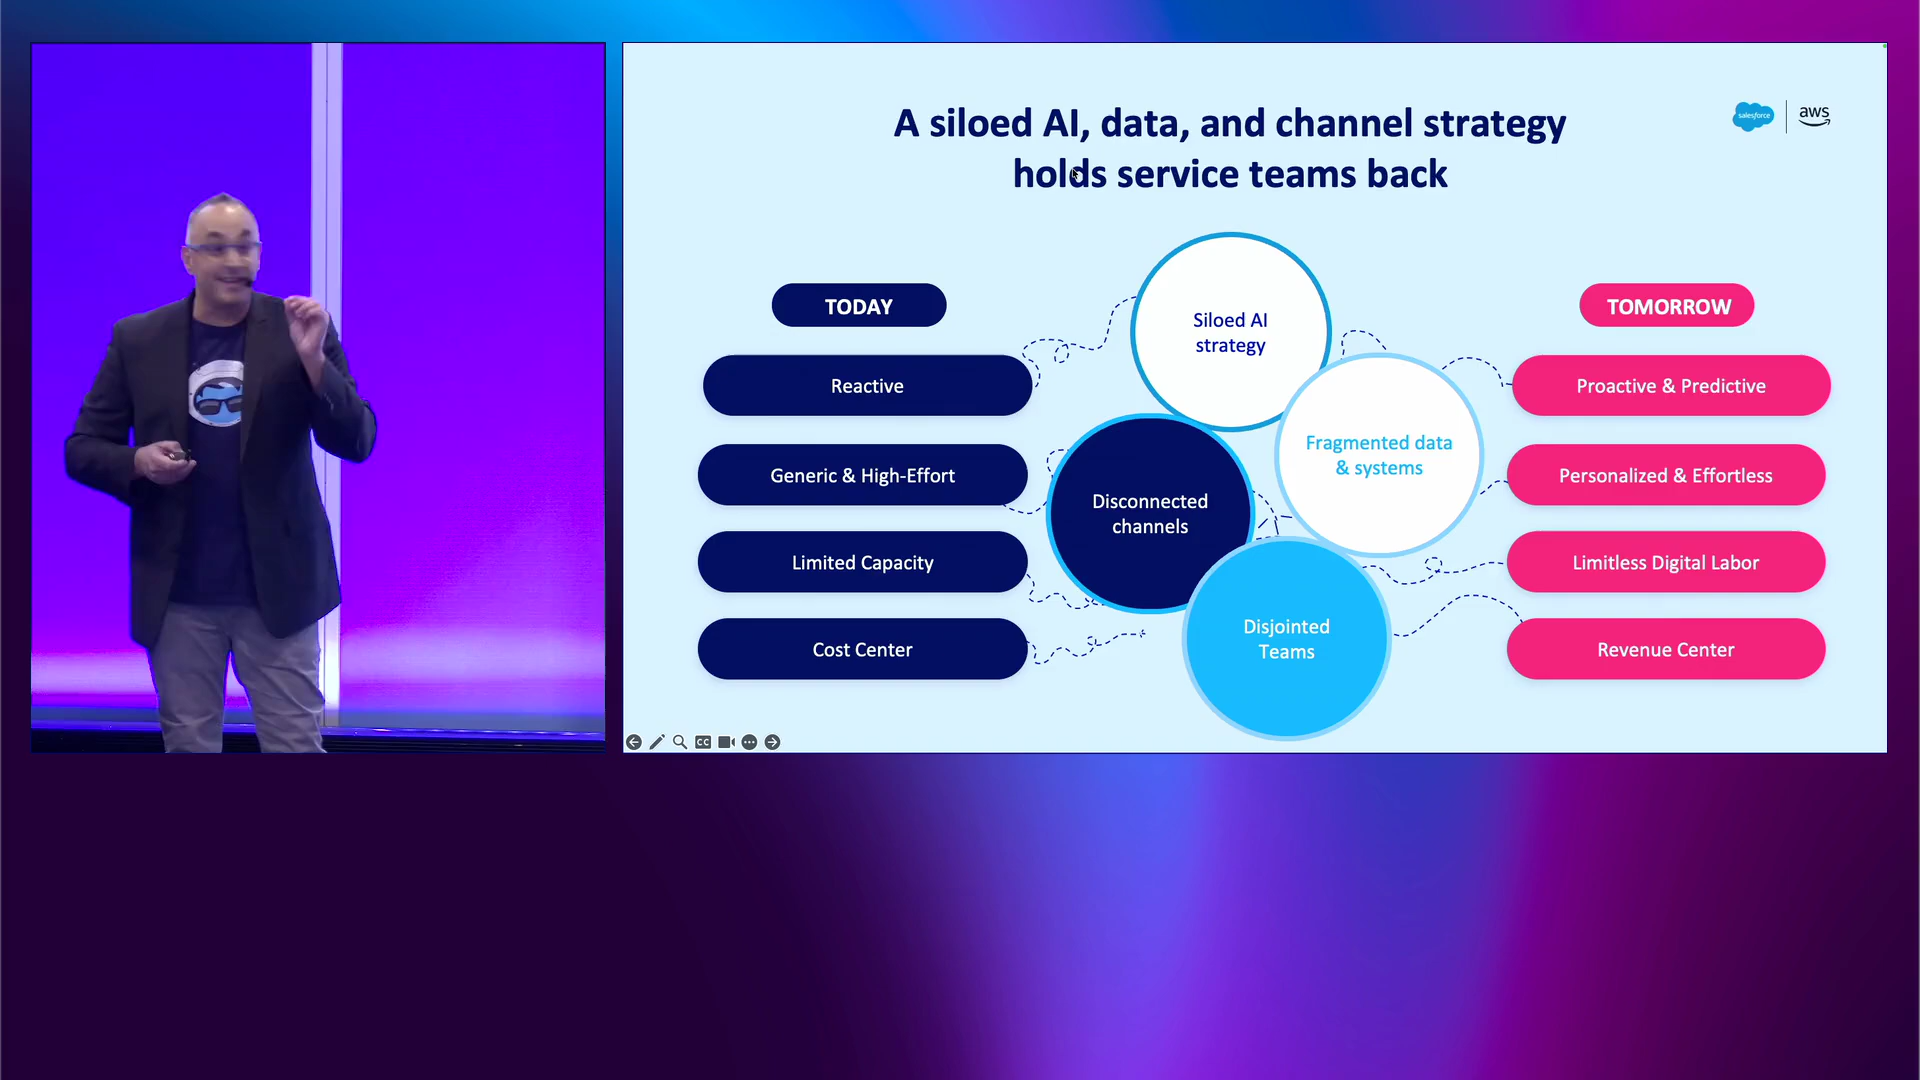 A siloed AI, data, and channel strategy
holds service teams back
salesforce
aws
TODAY
Reactive
Generic & High-Effort
Limited Capacity
Cost Center
Siloed AI
strategy
Fragmented data
& systems
Disconnected
channels
Disjointed
Teams
TOMORROW
Proactive & Predictive
Personalized & Effortless
Limitless Digital Labor
Revenue Center
CC